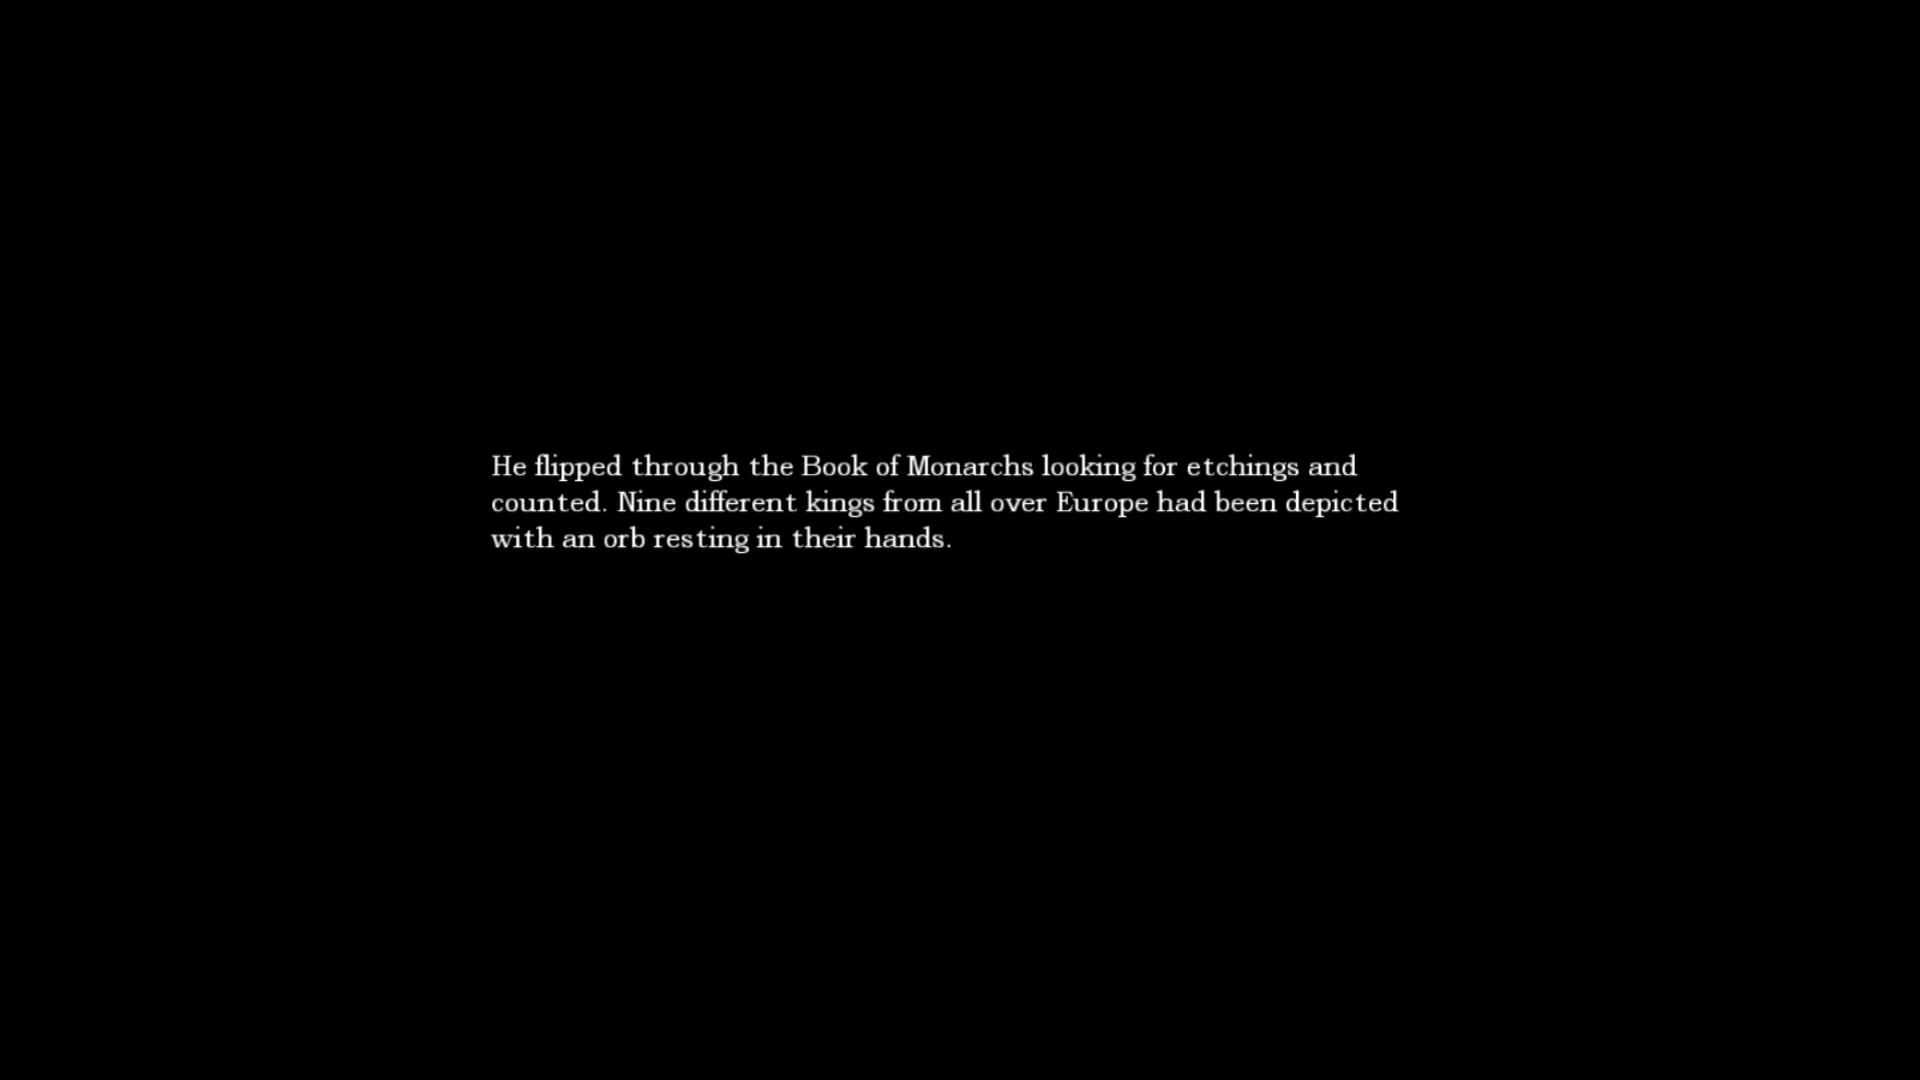 He flipped through the Book of Monarchs looking for etchings and
counted. Nine different kings from all over Europe had been depicted
with an orb resting in their hands.